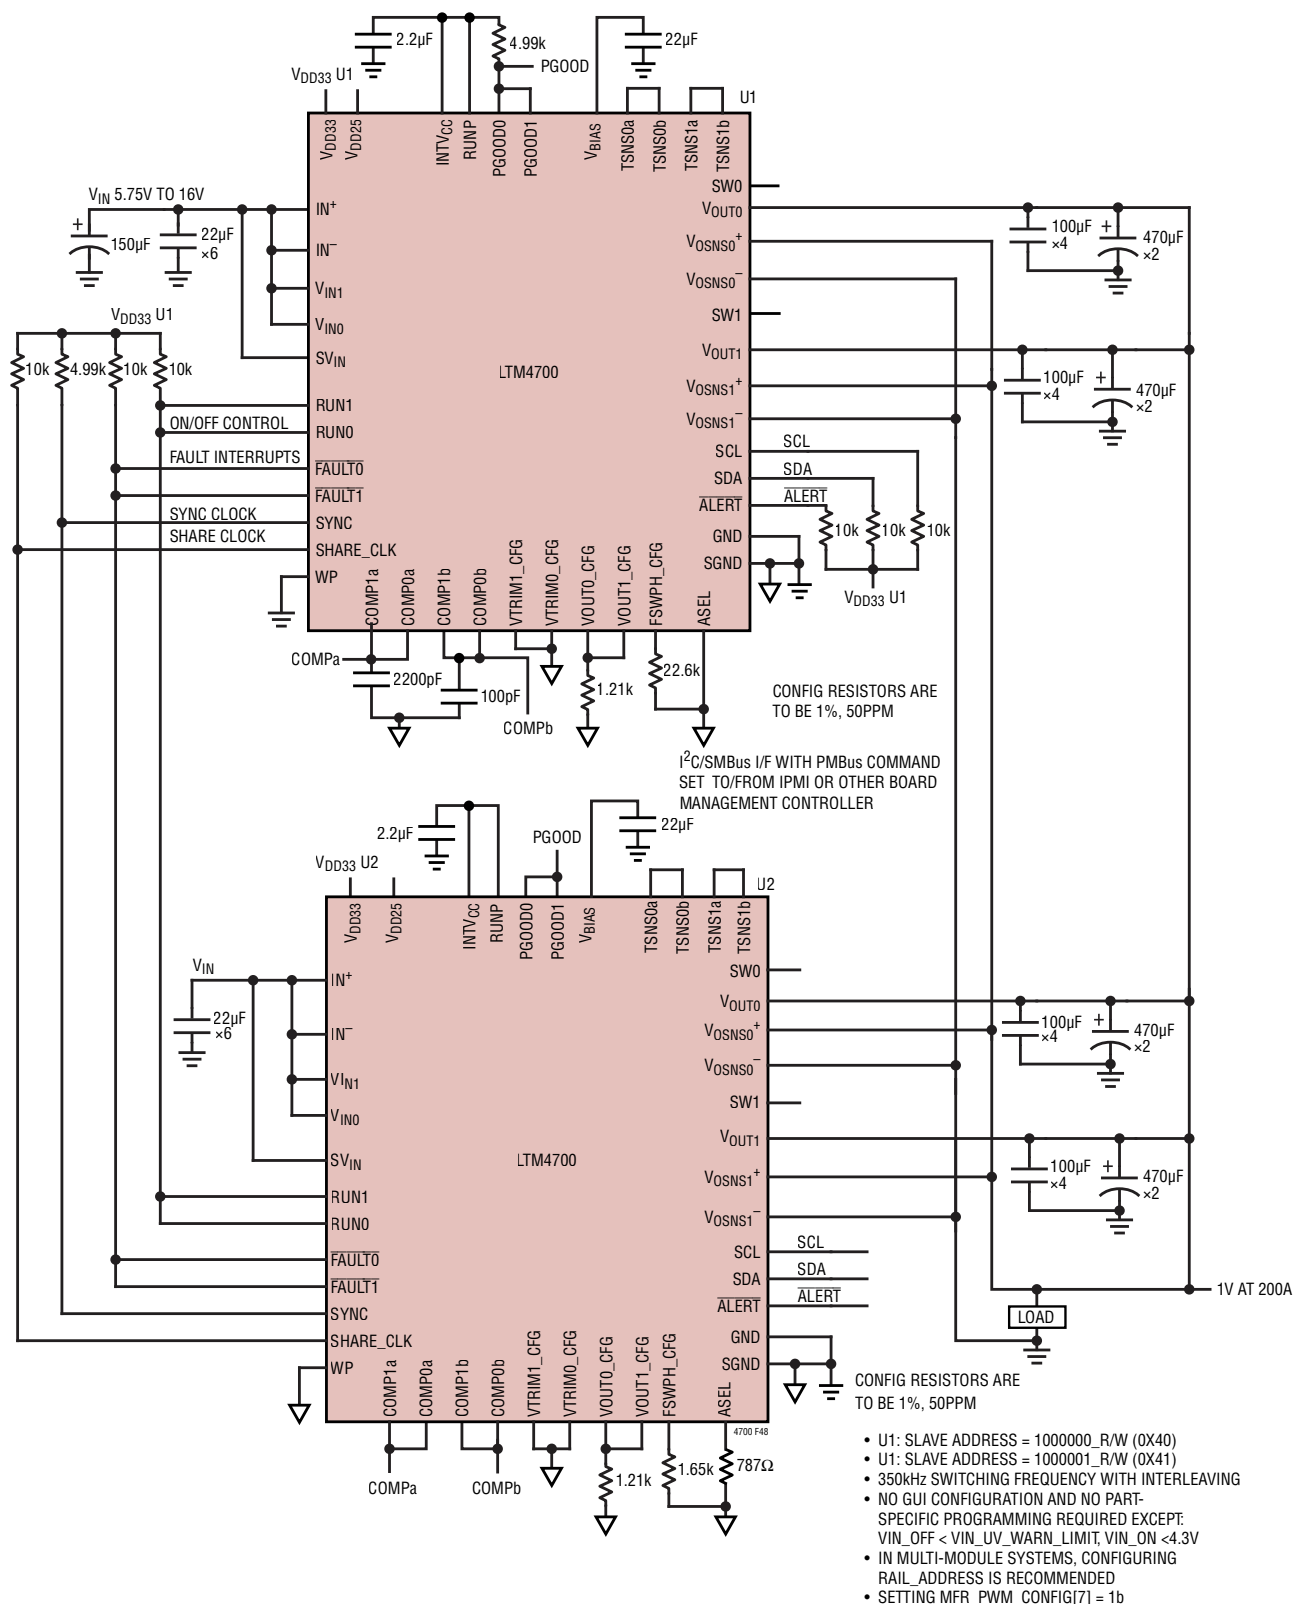 2.2µF
4.99k
22µF
PGOOD
VDD33 U1
U1
VDD33
VDD25
INTVCC
RUNP
PGOOD0
PGOOD1
VBIAS
TSNS0a
TSNS0b
TSNS1a
TSNS1b
VIN 5.75V TO 16V
+
150µF
22µF
×6
IN+
IN–
VIN1
VIN0
SVIN
SW0
VOUT0
VOSNS0+
VOSNS0–
SW1
VOUT1
VOSNS1+
VOSNS1–
100µF
×4
+
470µF
×2
100µF
×4
+
470µF
×2
VDD33 U1
10k
4.99k
10k
10k
LTM4700
RUN1
ON/OFF CONTROL
RUN0
FAULT INTERRUPTS
FAULT0
FAULT1
SYNC CLOCK
SYNC
SHARE CLOCK
SHARE_CLK
WP
SCL
SCL
SDA
SDA
ALERT
ALERT
GND
SGND
10k
10k
10k
VDD33 U1
COMP1a
COMP0a
COMP1b
COMP0b
VTRIM1_CFG
VTRIM0_CFG
VOUT0_CFG
VOUT1_CFG
FSWPH_CFG
ASEL
COMPa
2200pF
100pF
COMPb
1.21k
22.6k
CONFIG RESISTORS ARE
TO BE 1%, 50PPM
I2C/SMBus I/F WITH PMBus COMMAND
SET TO/FROM IPMI OR OTHER BOARD
MANAGEMENT CONTROLLER
2.2µF
PGOOD
22µF
VDD33 U2
U2
VDD33
VDD25
INTVCC
RUNP
PGOOD0
PGOOD1
VBIAS
TSNS0a
TSNS0b
TSNS1a
TSNS1b
VIN
22µF
×6
IN+
IN–
VIN1
VIN0
SVIN
RUN1
RUN0
FAULT0
FAULT1
SYNC
SHARE_CLK
WP
LTM4700
SW0
VOUT0
VOSNS0+
VOSNS0–
SW1
VOUT1
VOSNS1+
VOSNS1–
100µF
×4
+
470µF
×2
100µF
×4
+
470µF
×2
SCL
SCL
SDA
SDA
ALERT
ALERT
GND
SGND
1V AT 200A
LOAD
COMP1a
COMP0a
COMP1b
COMP0b
VTRIM1_CFG
VTRIM0_CFG
VOUT0_CFG
VOUT1_CFG
FSWPH_CFG
ASEL
4700 F48
COMPa
COMPb
1.21k
1.65k
787Ω
CONFIG RESISTORS ARE
TO BE 1%, 50PPM
• U1: SLAVE ADDRESS = 1000000_R/W (0X40)
• U1: SLAVE ADDRESS = 1000001_R/W (0X41)
• 350kHz SWITCHING FREQUENCY WITH INTERLEAVING
• NO GUI CONFIGURATION AND NO PART-
SPECIFIC PROGRAMMING REQUIRED EXCEPT:
VIN_OFF < VIN_UV_WARN_LIMIT, VIN_ON <4.3V
• IN MULTI-MODULE SYSTEMS, CONFIGURING
RAIL_ADDRESS IS RECOMMENDED
• SETTING MFR_PWM_CONFIG[7] = 1b